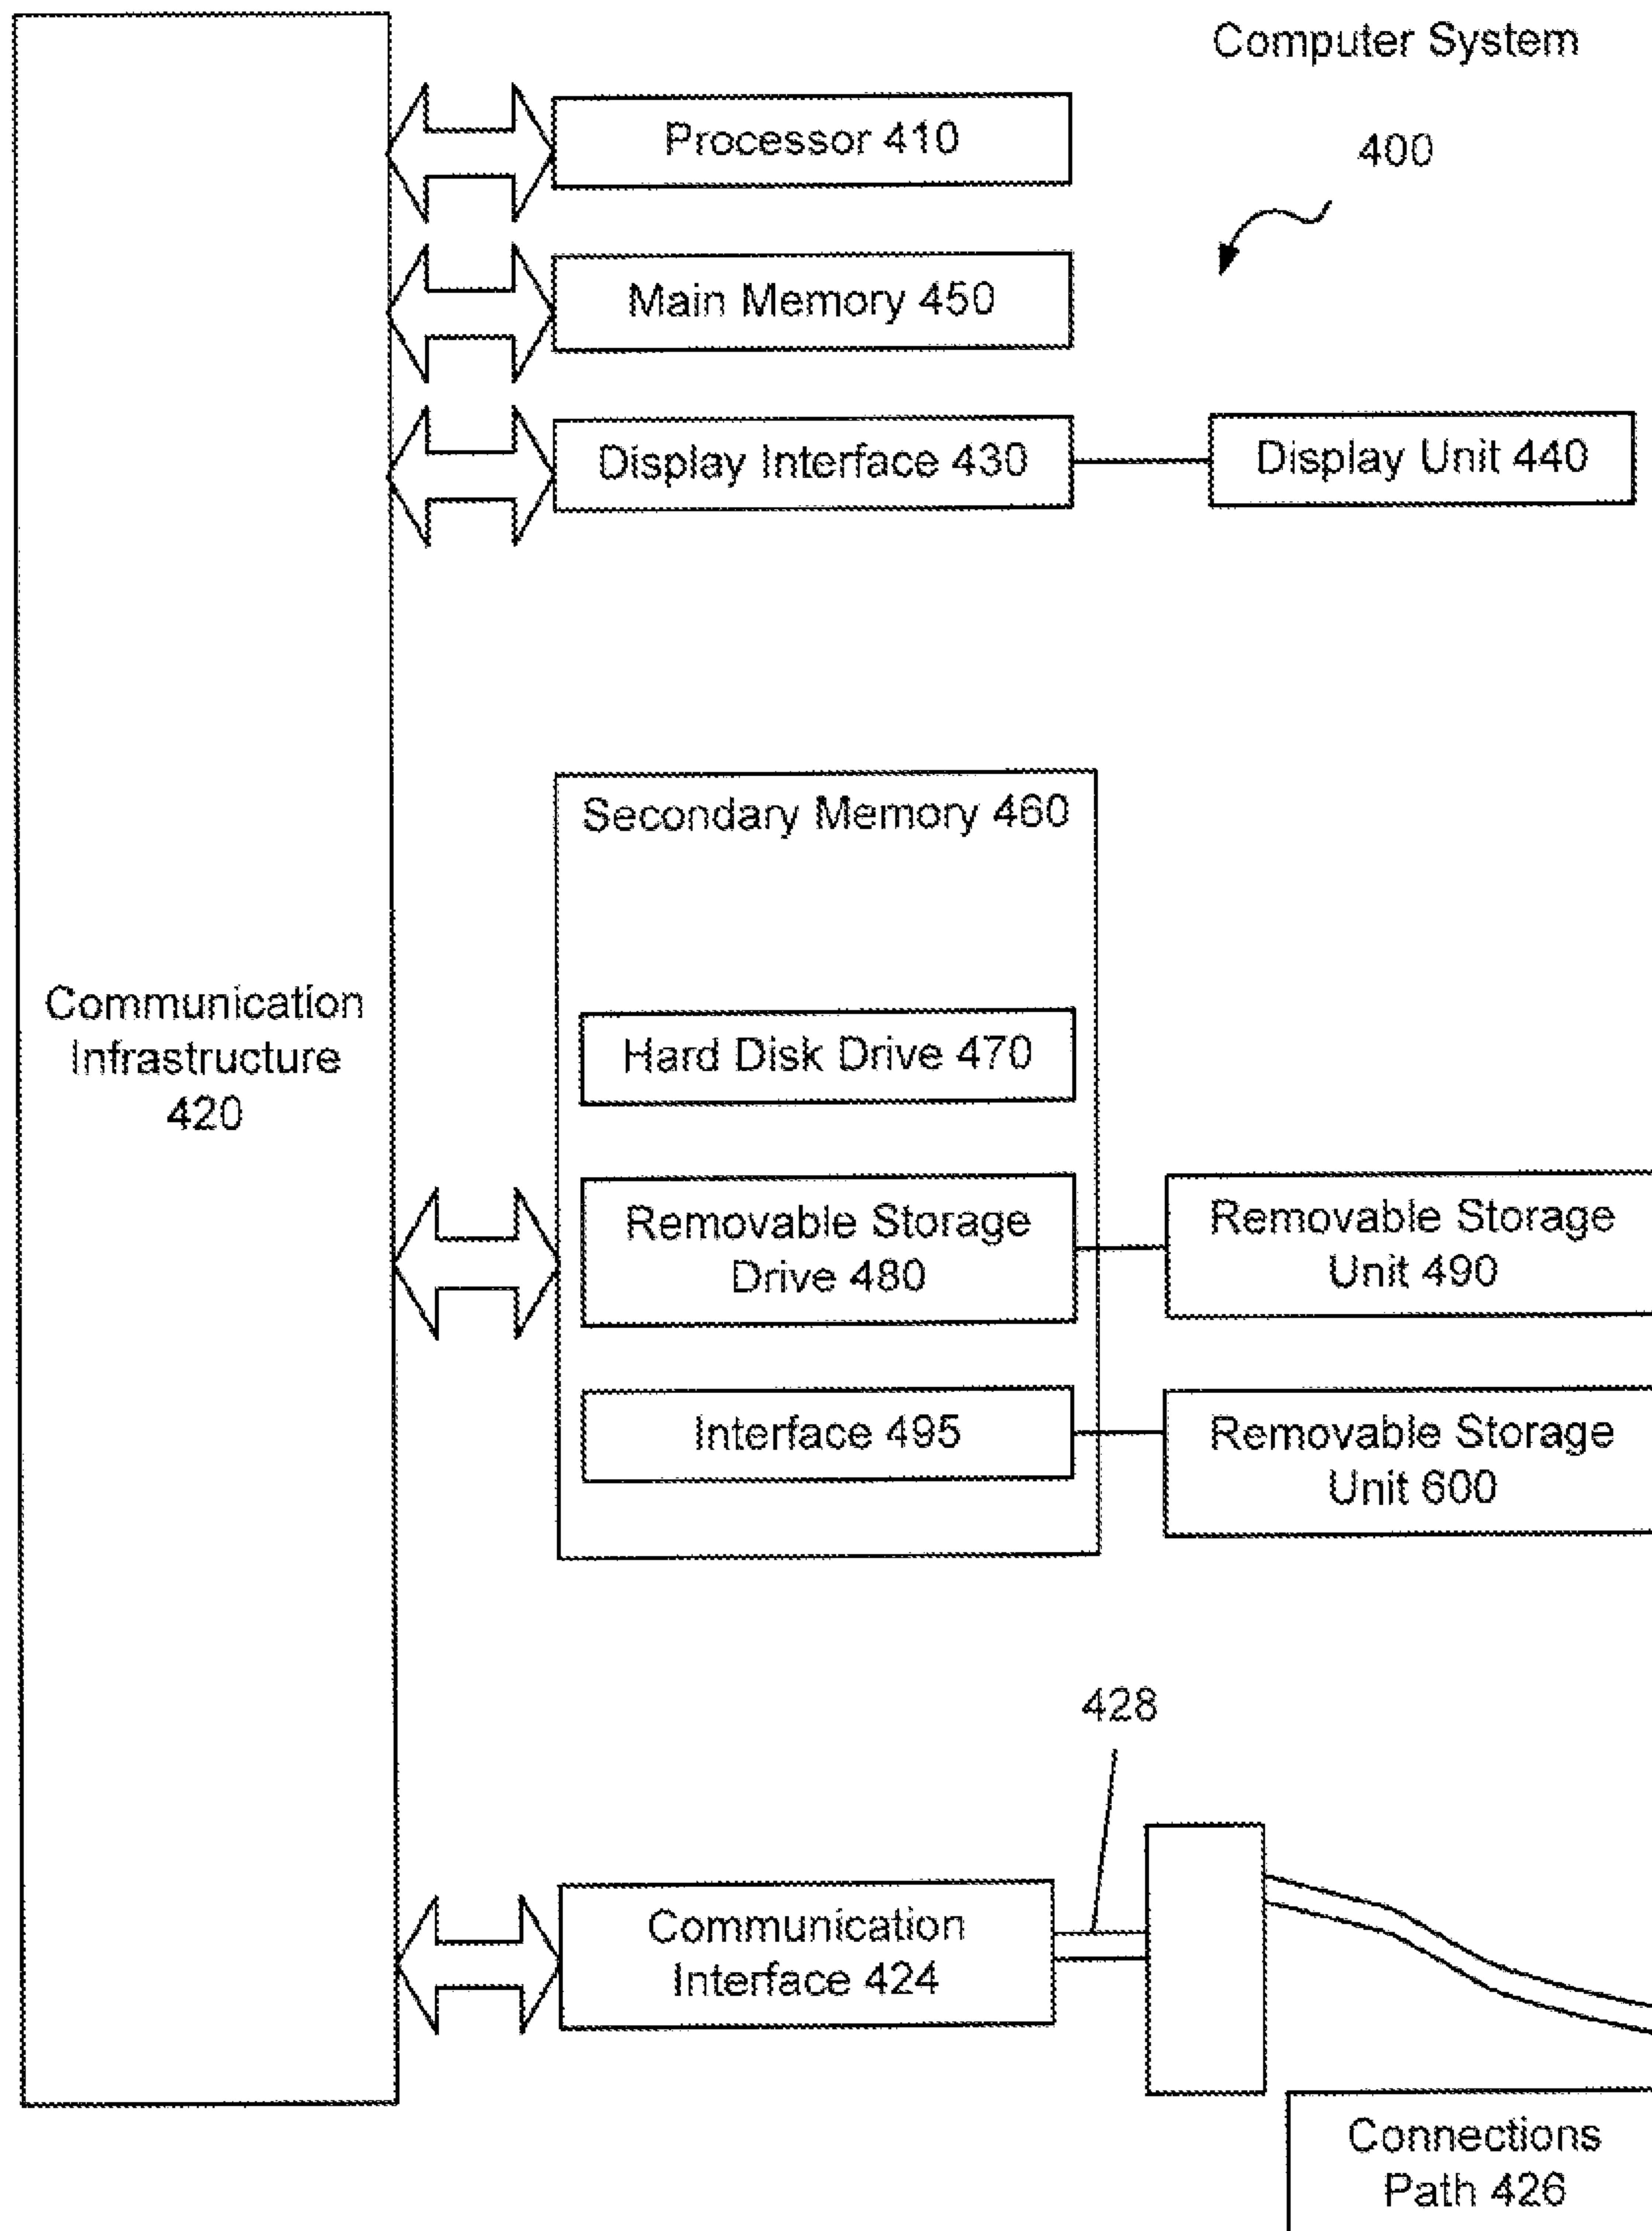 Computer System
400
Processor 410
Main Memory 450
Display Interface 430
Display Unit 440
Secondary Memory 460
Communication
Infrastructure
420
Hard Disk Drive 470
Removable Storage
Drive 480
Removable Storage
Unit 490
Interface 495
Removable Storage
Unit 600
428
Communication
Interface 424
Connections
Path 426